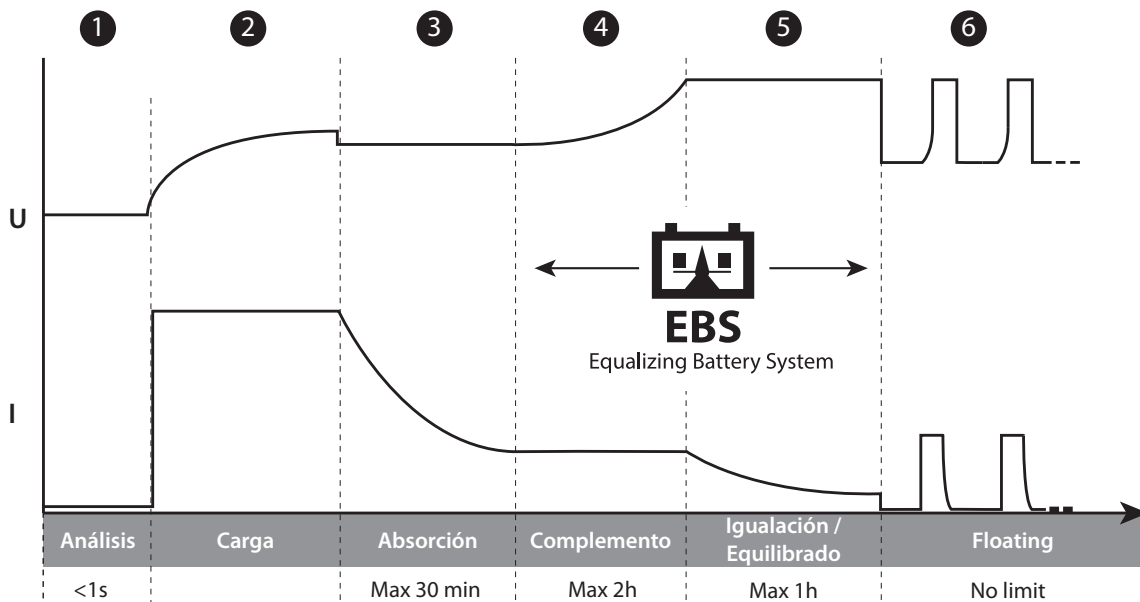 1 2 3 4 5 6
U
EBS
Equalizing Battery System
I
Análisis Carga Absorción Complemento Igualación / Equilibrado Floating
<1s Max 30 min Max 2h Max 1h No limit